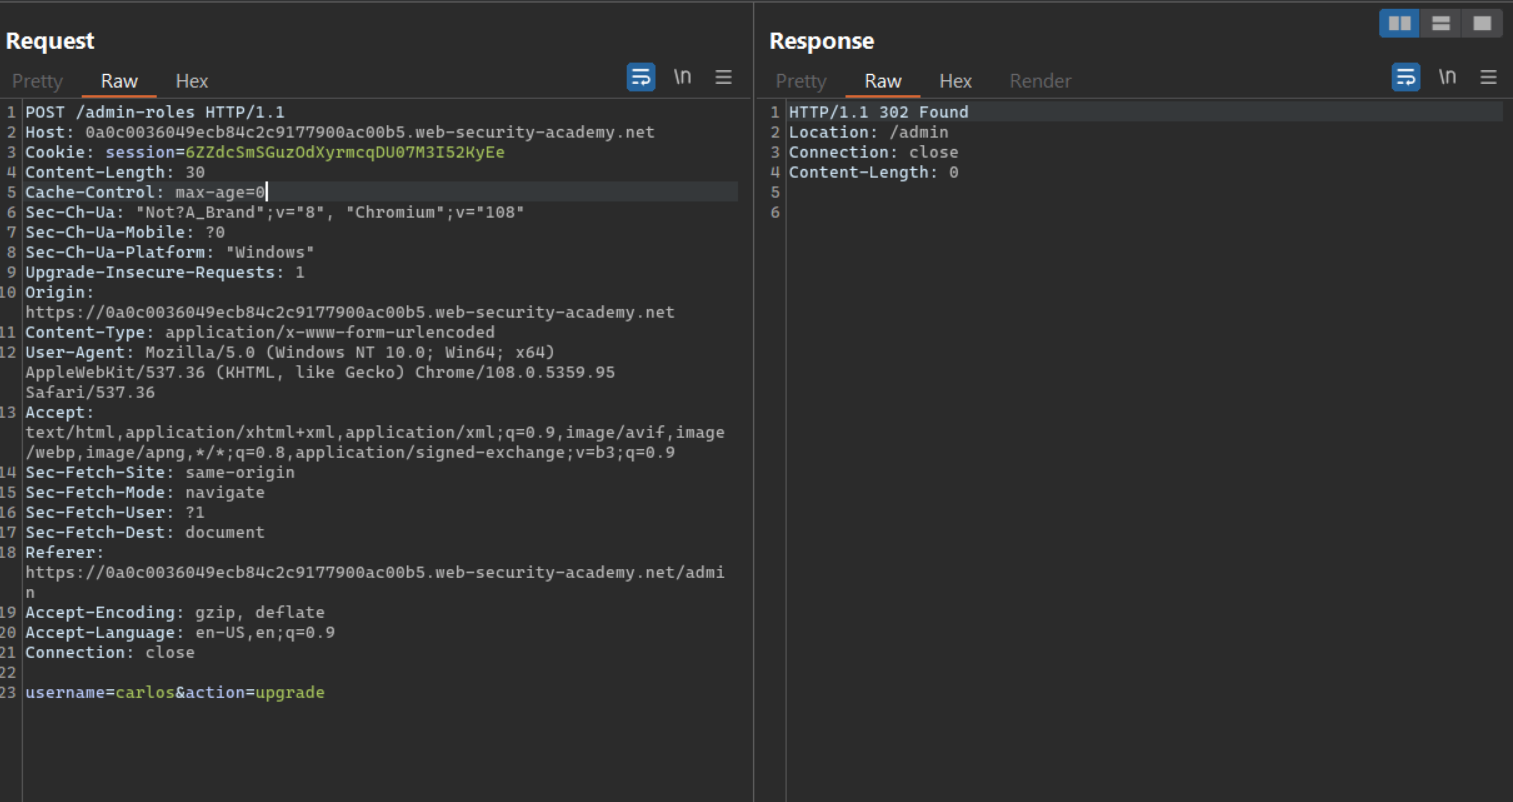 Request
Pretty Raw Hex \n
1 POST /admin-roles HTTP/1.1
2 Host: 0a0c0036049ecb84c2c9177900ac00b5.web-security-academy.net
3 Cookie: session=6ZZdcSmSGuzOdXyrmcqDU07M3I52KyEe
4 Content-Length: 30
5 Cache-Control: max-age=0
6 Sec-Ch-Ua: "Not?A_Brand";v="8", "Chromium";v="108"
7 Sec-Ch-Ua-Mobile: ?0
8 Sec-Ch-Ua-Platform: "Windows"
9 Upgrade-Insecure-Requests: 1
10 Origin:
https://0a0c0036049ecb84c2c9177900ac00b5.web-security-academy.net
11 Content-Type: application/x-www-form-urlencoded
12 User-Agent: Mozilla/5.0 (Windows NT 10.0; Win64; x64)
AppleWebKit/537.36 (KHTML, like Gecko) Chrome/108.0.5359.95
Safari/537.36
13 Accept:
text/html,application/xhtml+xml,application/xml;q=0.9,image/avif,image
/webp,image/apng,*/*;q=0.8,application/signed-exchange;v=b3;q=0.9
14 Sec-Fetch-Site: same-origin
15 Sec-Fetch-Mode: navigate
16 Sec-Fetch-User: ?1
17 Sec-Fetch-Dest: document
18 Referer:
https://0a0c0036049ecb84c2c9177900ac00b5.web-security-academy.net/admi
n
19 Accept-Encoding: gzip, deflate
20 Accept-Language: en-US,en;q=0.9
21 Connection: close
22
23 username=carlos&action=upgrade
Response
Pretty Raw Hex Render \n
1 HTTP/1.1 302 Found
2 Location: /admin
3 Connection: close
4 Content-Length: 0
5
6